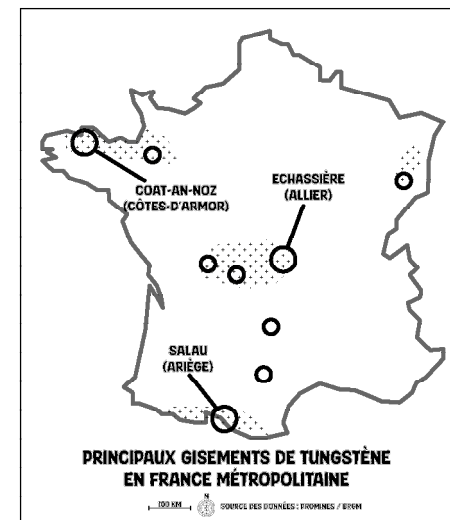 COAT-AN-NOZ
(CÔTES-D'ARMOR)
ECHASSIÈRE
(ALLIER)
SALAU
(ARIÈGE)
PRINCIPAUX GISEMENTS DE TUNGSTÈNE
EN FRANCE MÉTROPOLITAINE
100 KM
N
SOURCE DES DONNÉES : PROMINES / BRGM